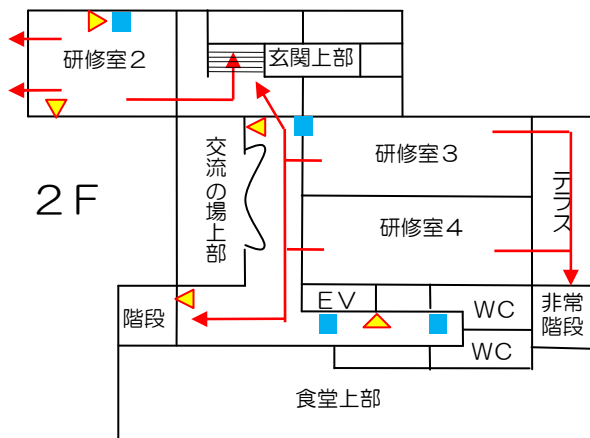 研修室2
玄関上部
研修室3
交流の場上部
テラス
2F
研修室4
EV
WC
非常
階段
階段
WC
食堂上部